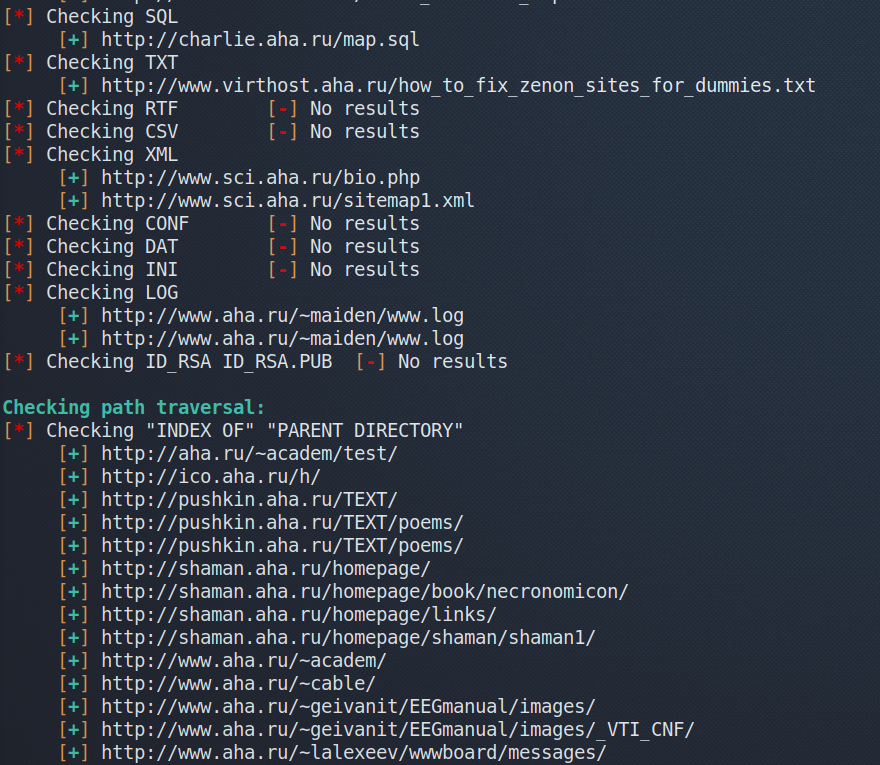 [*] Checking SQL
[+] http://charlie.aha.ru/map.sql
[*] Checking TXT
[+] http://www.virthost.aha.ru/how_to_fix_zenon_sites_for_dummies.txt
[*] Checking RTF [-] No results
[*] Checking CSV [-] No results
[*] Checking XML
[+] http://www.sci.aha.ru/bio.php
[+] http://www.sci.aha.ru/sitemap1.xml
[*] Checking CONF [-] No results
[*] Checking DAT [-] No results
[*] Checking INI [-] No results
[*] Checking LOG
[+] http://www.aha.ru/~maiden/www.log
[+] http://www.aha.ru/~maiden/www.log
[*] Checking ID_RSA ID_RSA.PUB [-] No results
Checking path traversal:
[*] Checking "INDEX OF" "PARENT DIRECTORY"
[+] http://aha.ru/~academ/test/
[+] http://ico.aha.ru/h/
[+] http://pushkin.aha.ru/TEXT/
[+] http://pushkin.aha.ru/TEXT/poems/
[+] http://pushkin.aha.ru/TEXT/poems/
[+] http://shaman.aha.ru/homepage/
[+] http://shaman.aha.ru/homepage/book/necronomicon/
[+] http://shaman.aha.ru/homepage/links/
[+] http://shaman.aha.ru/homepage/shaman/shaman1/
[+] http://www.aha.ru/~academ/
[+] http://www.aha.ru/~cable/
[+] http://www.aha.ru/~geivanit/EEGmanual/images/
[+] http://www.aha.ru/~geivanit/EEGmanual/images/_VTI_CNF/
[+] http://www.aha.ru/~lalexeev/wwwboard/messages/